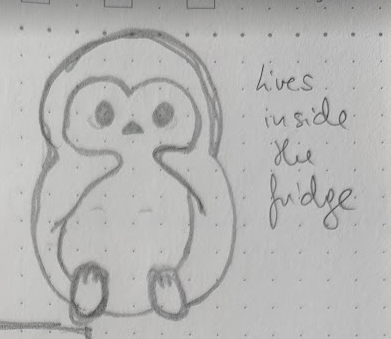 Lives
inside
the
fridge